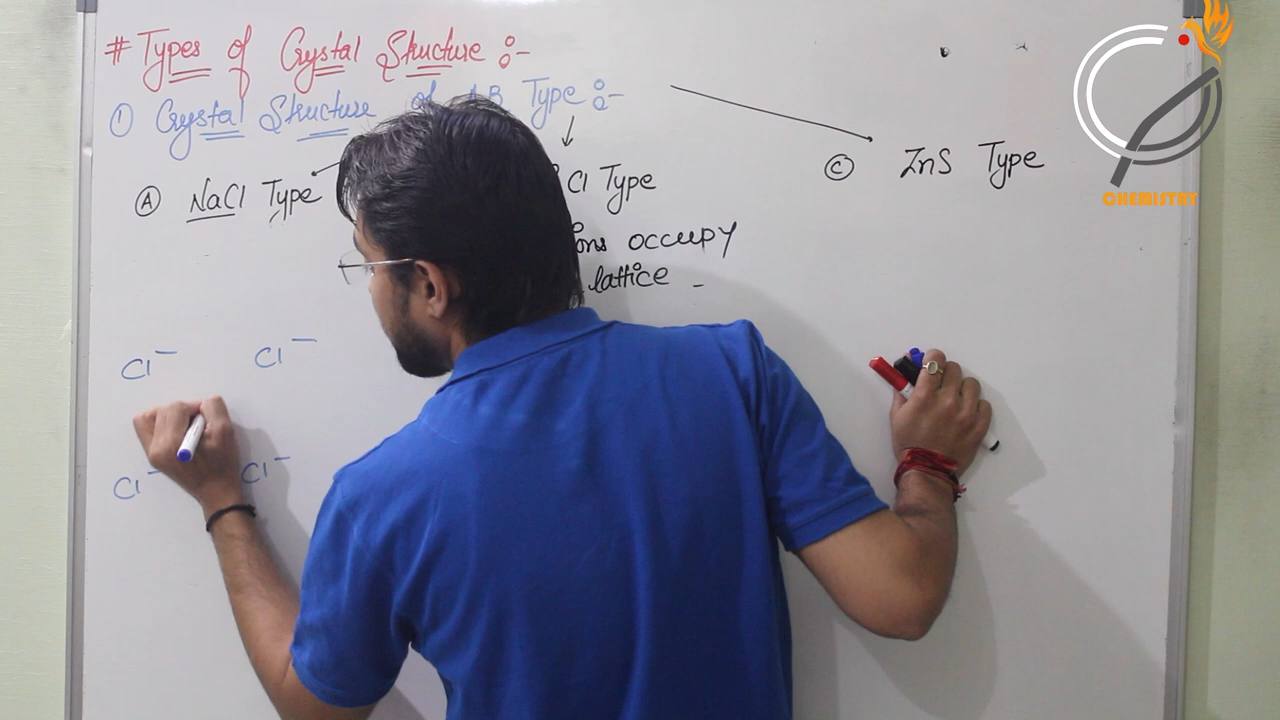 # Types of Crystal Structure :-
① Crystal Structure of AB Type :-
Ⓐ NaCl Type
Cl Type
Ⓒ ZnS Type
occupy
lattice -
Cl⁻ Cl⁻
Cl⁻ Cl⁻
CHEMISTRY